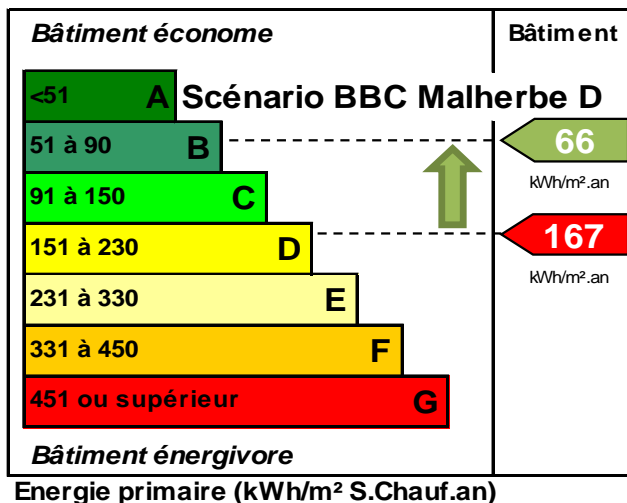 Bâtiment économe
Bâtiment
<51 A Scénario BBC Malherbe D
51 à 90 B
66
kWh/m².an
91 à 150 C
167
151 à 230 D
kWh/m².an
231 à 330 E
331 à 450 F
451 ou supérieur G
Bâtiment énergivore
Energie primaire (kWh/m² S.Chauf.an)